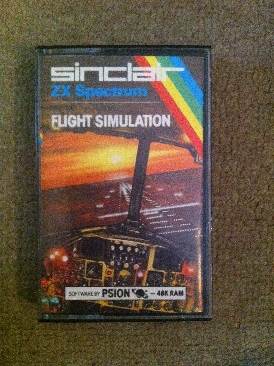 sinclair
ZX Spectrum
FLIGHT SIMULATION
SOFTWARE BY PSION – 48K RAM